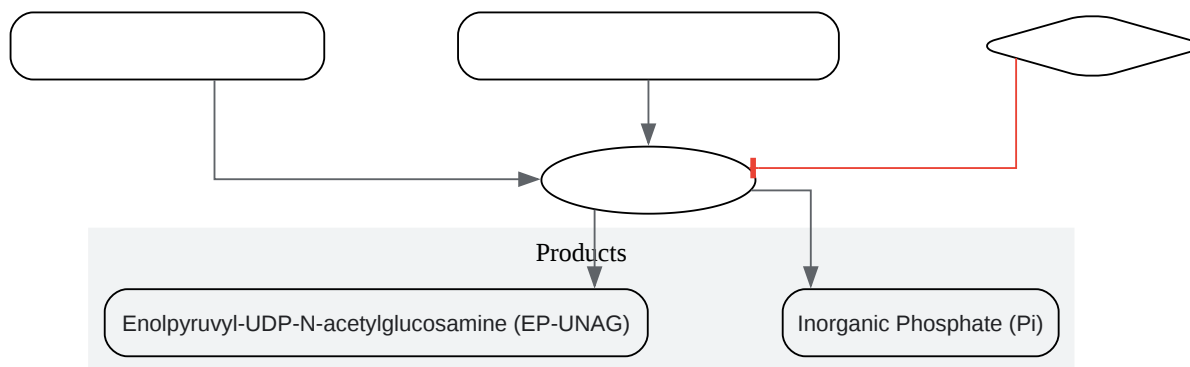 Products
Enolpyruvyl-UDP-N-acetylglucosamine (EP-UNAG)
Inorganic Phosphate (Pi)